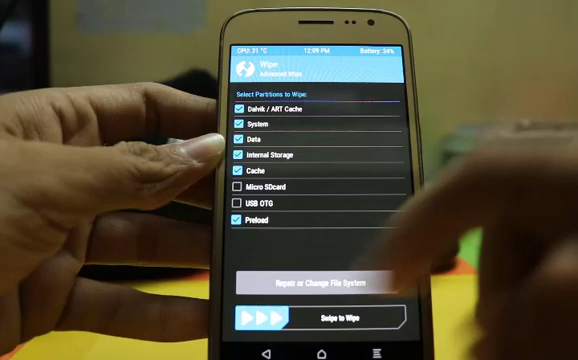 CPU: 31 °C 12:09 PM Battery: 24%
Wipe
Advanced Wipe
Select Partitions to Wipe:
Dalvik / ART Cache
System
Data
Internal Storage
Cache
Micro SDcard
USB OTG
Preload
Repair or Change File System
Swipe to Wipe